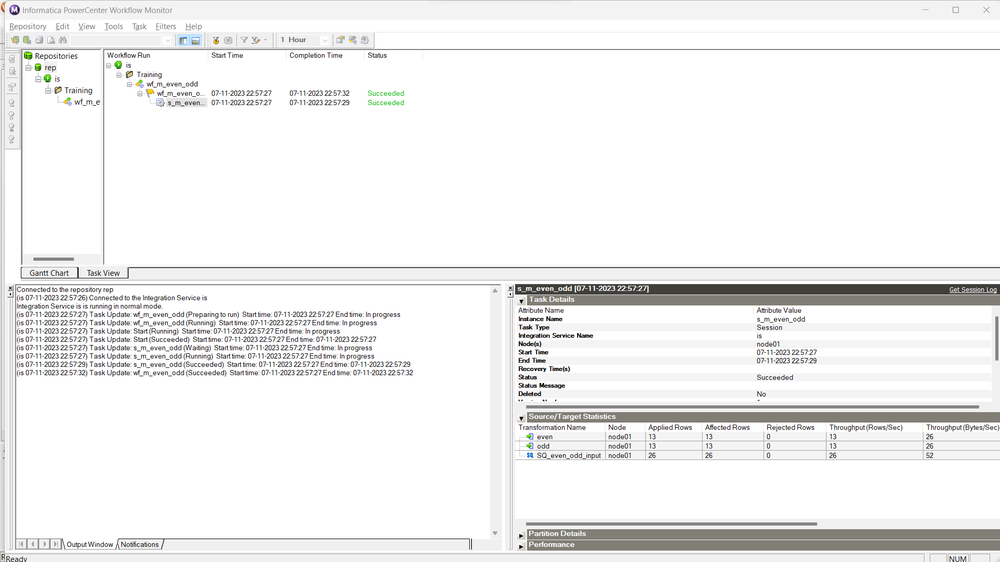 Informatica PowerCenter Workflow Monitor
Repository Edit View Tools Task Filters Help
1 Hour
Repositories
rep
is
Training
wf_m_e
Workflow Run Start Time Completion Time Status
is
Training
wf_m_even_odd
wf_m_even_o... 07-11-2023 22:57:27 07-11-2023 22:57:32 Succeeded
s_m_even... 07-11-2023 22:57:27 07-11-2023 22:57:29 Succeeded
Gantt Chart Task View
Connected to the repository rep
(is 07-11-2023 22:57:26) Connected to the Integration Service is
Integration Service is is running in normal mode.
(is 07-11-2023 22:57:27) Task Update: wf_m_even_odd (Preparing to run) Start time: 07-11-2023 22:57:27 End time: In progress
(is 07-11-2023 22:57:27) Task Update: wf_m_even_odd (Running) Start time: 07-11-2023 22:57:27 End time: In progress
(is 07-11-2023 22:57:27) Task Update: Start (Running) Start time: 07-11-2023 22:57:27 End time: In progress
(is 07-11-2023 22:57:27) Task Update: Start (Succeeded) Start time: 07-11-2023 22:57:27 End time: 07-11-2023 22:57:27
(is 07-11-2023 22:57:27) Task Update: s_m_even_odd (Waiting) Start time: 07-11-2023 22:57:27 End time: In progress
(is 07-11-2023 22:57:27) Task Update: s_m_even_odd (Running) Start time: 07-11-2023 22:57:27 End time: In progress
(is 07-11-2023 22:57:29) Task Update: s_m_even_odd (Succeeded) Start time: 07-11-2023 22:57:27 End time: 07-11-2023 22:57:29
(is 07-11-2023 22:57:32) Task Update: wf_m_even_odd (Succeeded) Start time: 07-11-2023 22:57:27 End time: 07-11-2023 22:57:32
Output Window Notifications
s_m_even_odd [07-11-2023 22:57:27] Get Session Log
Task Details
Attribute Name Attribute Value
Instance Name s_m_even_odd
Task Type Session
Integration Service Name is
Node(s) node01
Start Time 07-11-2023 22:57:27
End Time 07-11-2023 22:57:29
Recovery Time(s)
Status Succeeded
Status Message
Deleted No
Source/Target Statistics
Transformation Name Node Applied Rows Affected Rows Rejected Rows Throughput (Rows/Sec) Throughput (Bytes/Sec)
even node01 13 13 0 13 26
odd node01 13 13 0 13 26
SQ SQ_even_odd_input node01 26 26 0 26 52
Partition Details
Performance
Ready NUM